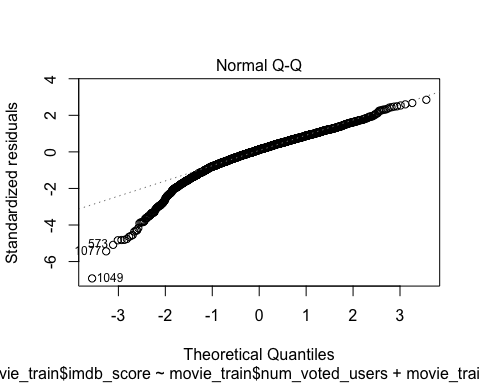 Normal Q-Q
Standardized residuals
4
2
0
-2
-4
-6
573
1077
1049
-3 -2 -1 0 1 2 3
Theoretical Quantiles
vie_train$imdb_score ~ movie_train$num_voted_users + movie_trai